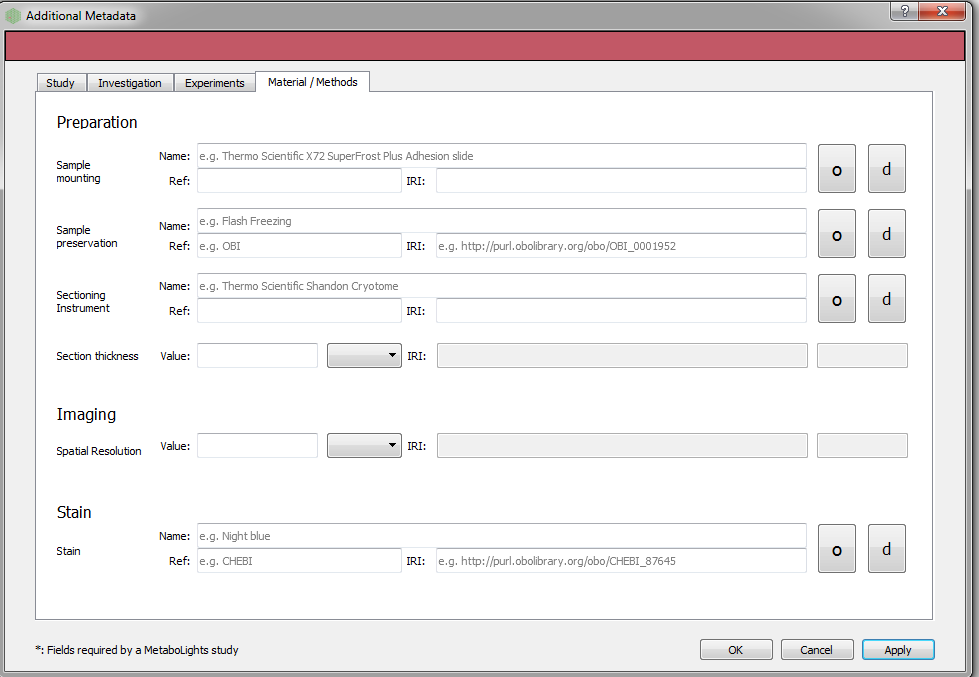 Additional Metadata
?
Study Investigation Experiments Material / Methods
Preparation
Sample mounting
Name: e.g. Thermo Scientific X72 SuperFrost Plus Adhesion slide
Ref: IRI:
o d
Sample preservation
Name: e.g. Flash Freezing
Ref: e.g. OBI IRI: e.g. http://purl.obolibrary.org/obo/OBI_0001952
o d
Sectioning Instrument
Name: e.g. Thermo Scientific Shandon Cryotome
Ref: IRI:
o d
Section thickness Value: IRI:
Imaging
Spatial Resolution Value: IRI:
Stain
Stain
Name: e.g. Night blue
Ref: e.g. CHEBI IRI: e.g. http://purl.obolibrary.org/obo/CHEBI_87645
o d
*: Fields required by a MetaboLights study
OK Cancel Apply